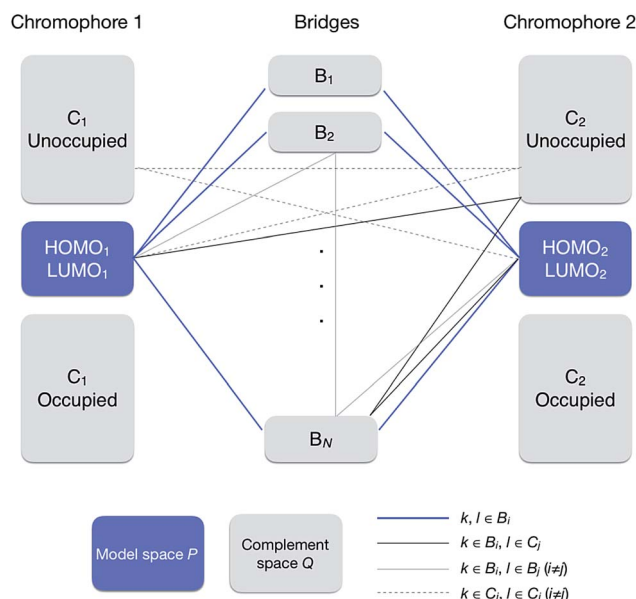 Chromophore 1
Bridges
Chromophore 2
C₁
Unoccupied
B₁
B₂
C₂
Unoccupied
HOMO₁
LUMO₁
HOMO₂
LUMO₂
C₁
Occupied
C₂
Occupied
B_N
Model space P
Complement
space Q
k, l ∈ Bᵢ
k ∈ Bᵢ, l ∈ Cⱼ
k ∈ Bᵢ, l ∈ Bⱼ (i≠j)
k ∈ Cᵢ, l ∈ Cⱼ (i≠j)